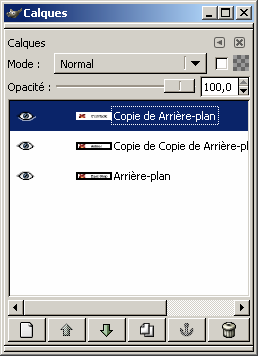 Calques
Calques
Mode : Normal
Opacité : 100,0
Copie de Arrière-plan
Copie de Copie de Arrière-pl
Arrière-plan